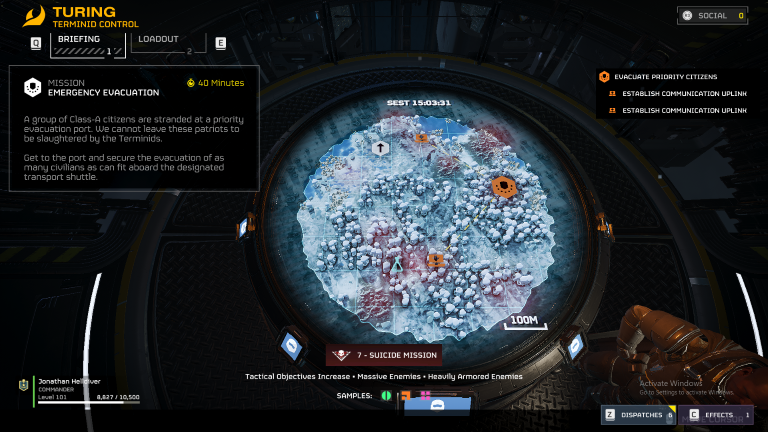 TURING
TERMINID CONTROL
Q
BRIEFING
1
LOADOUT
2
E
SOCIAL 0
MISSION
EMERGENCY EVACUATION
40 Minutes
A group of Class-A citizens are stranded at a priority
evacuation port. We cannot leave these patriots to
be slaughtered by the Terminids.
Get to the port and secure the evacuation of as
many civilians as can fit aboard the designated
transport shuttle.
EVACUATE PRIORITY CITIZENS
ESTABLISH COMMUNICATION UPLINK
ESTABLISH COMMUNICATION UPLINK
SEST 15:03:31
100M
7 - SUICIDE MISSION
Tactical Objectives Increase • Massive Enemies • Heavily Armored Enemies
SAMPLES:
Jonathan Helldiver
COMMANDER
Level 101 8,827 / 10,500
Activate Windows
Go to Settings to activate Windows.
Z DISPATCHES 6
C EFFECTS 1